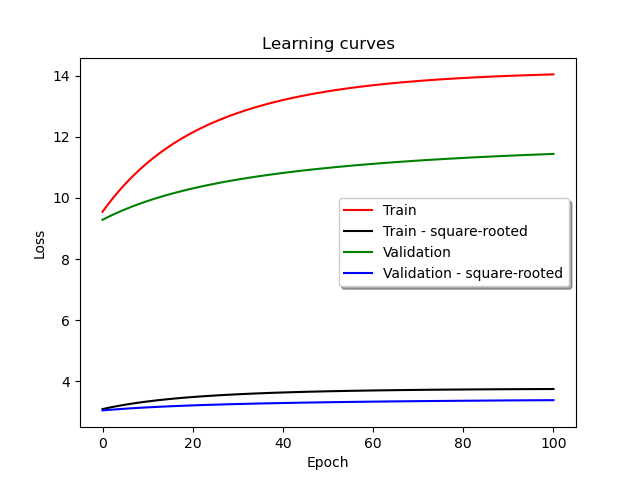 Learning curves
14
12
10
8
6
4
Loss
Train
Train - square-rooted
Validation
Validation - square-rooted
0 20 40 60 80 100
Epoch